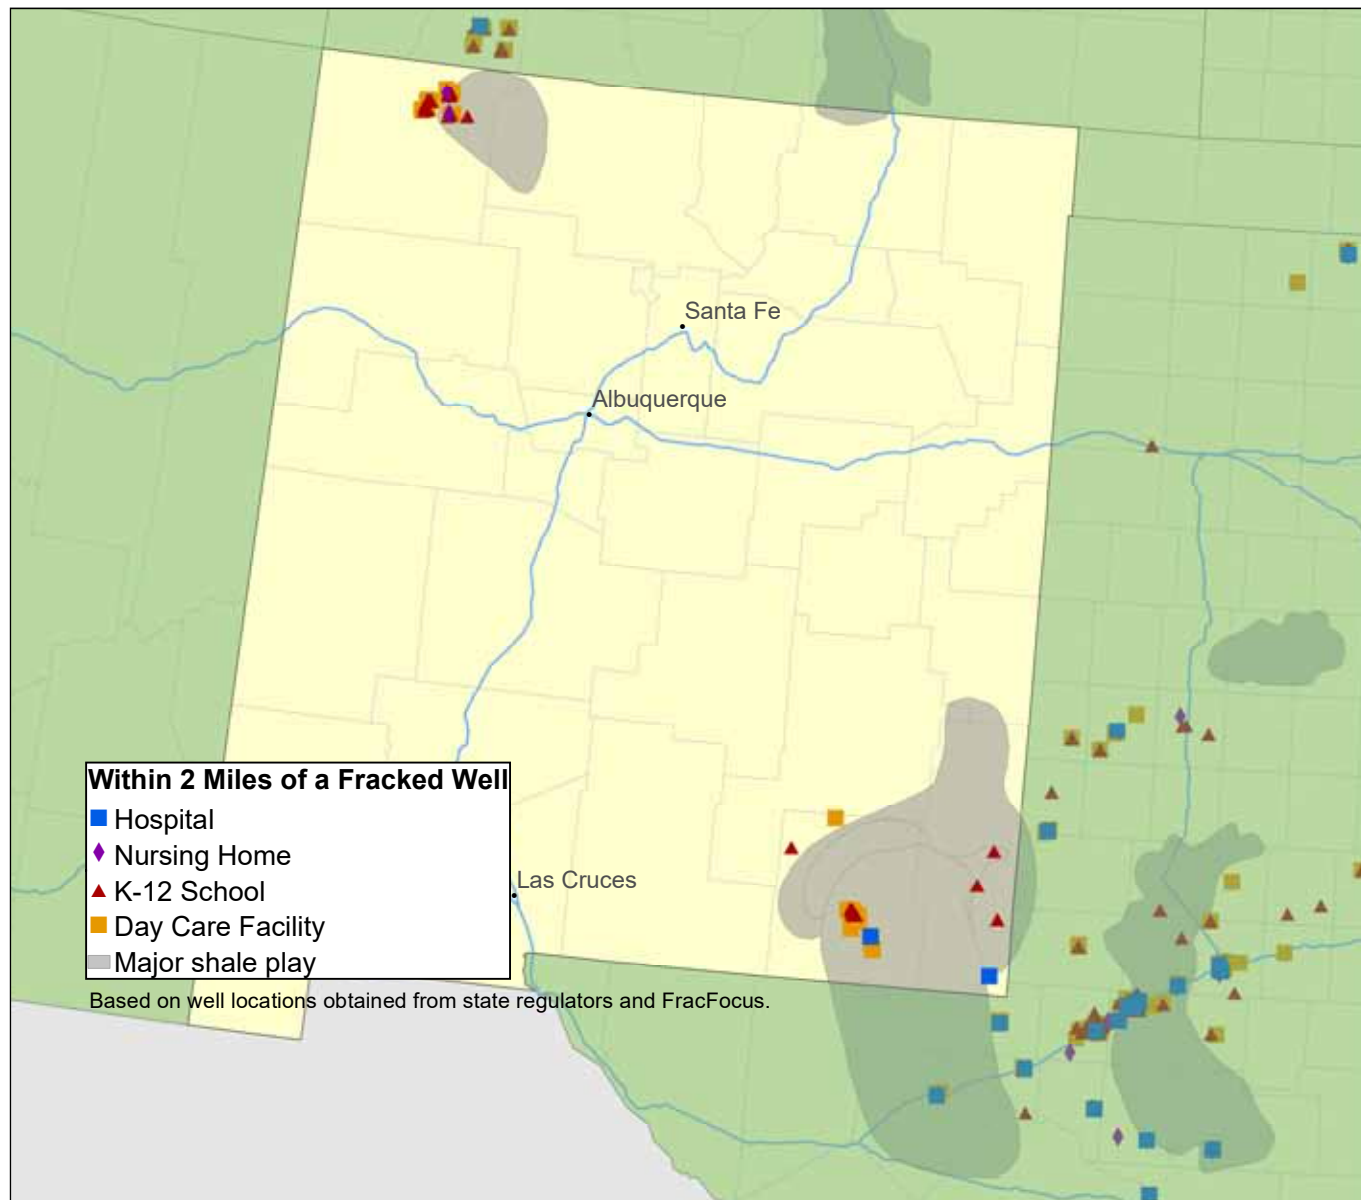 Santa Fe
Albuquerque
Within 2 Miles of a Fracked Well
Hospital
Nursing Home
K-12 School
Day Care Facility
Major shale play
Las Cruces
Based on well locations obtained from state regulators and FracFocus.